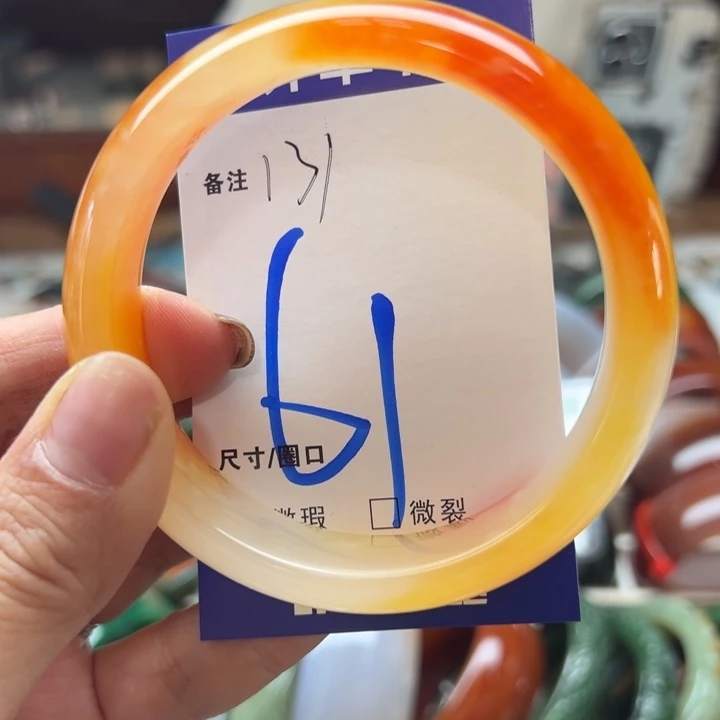 备注 131
61
尺寸/圈口
微瑕 □ 微裂